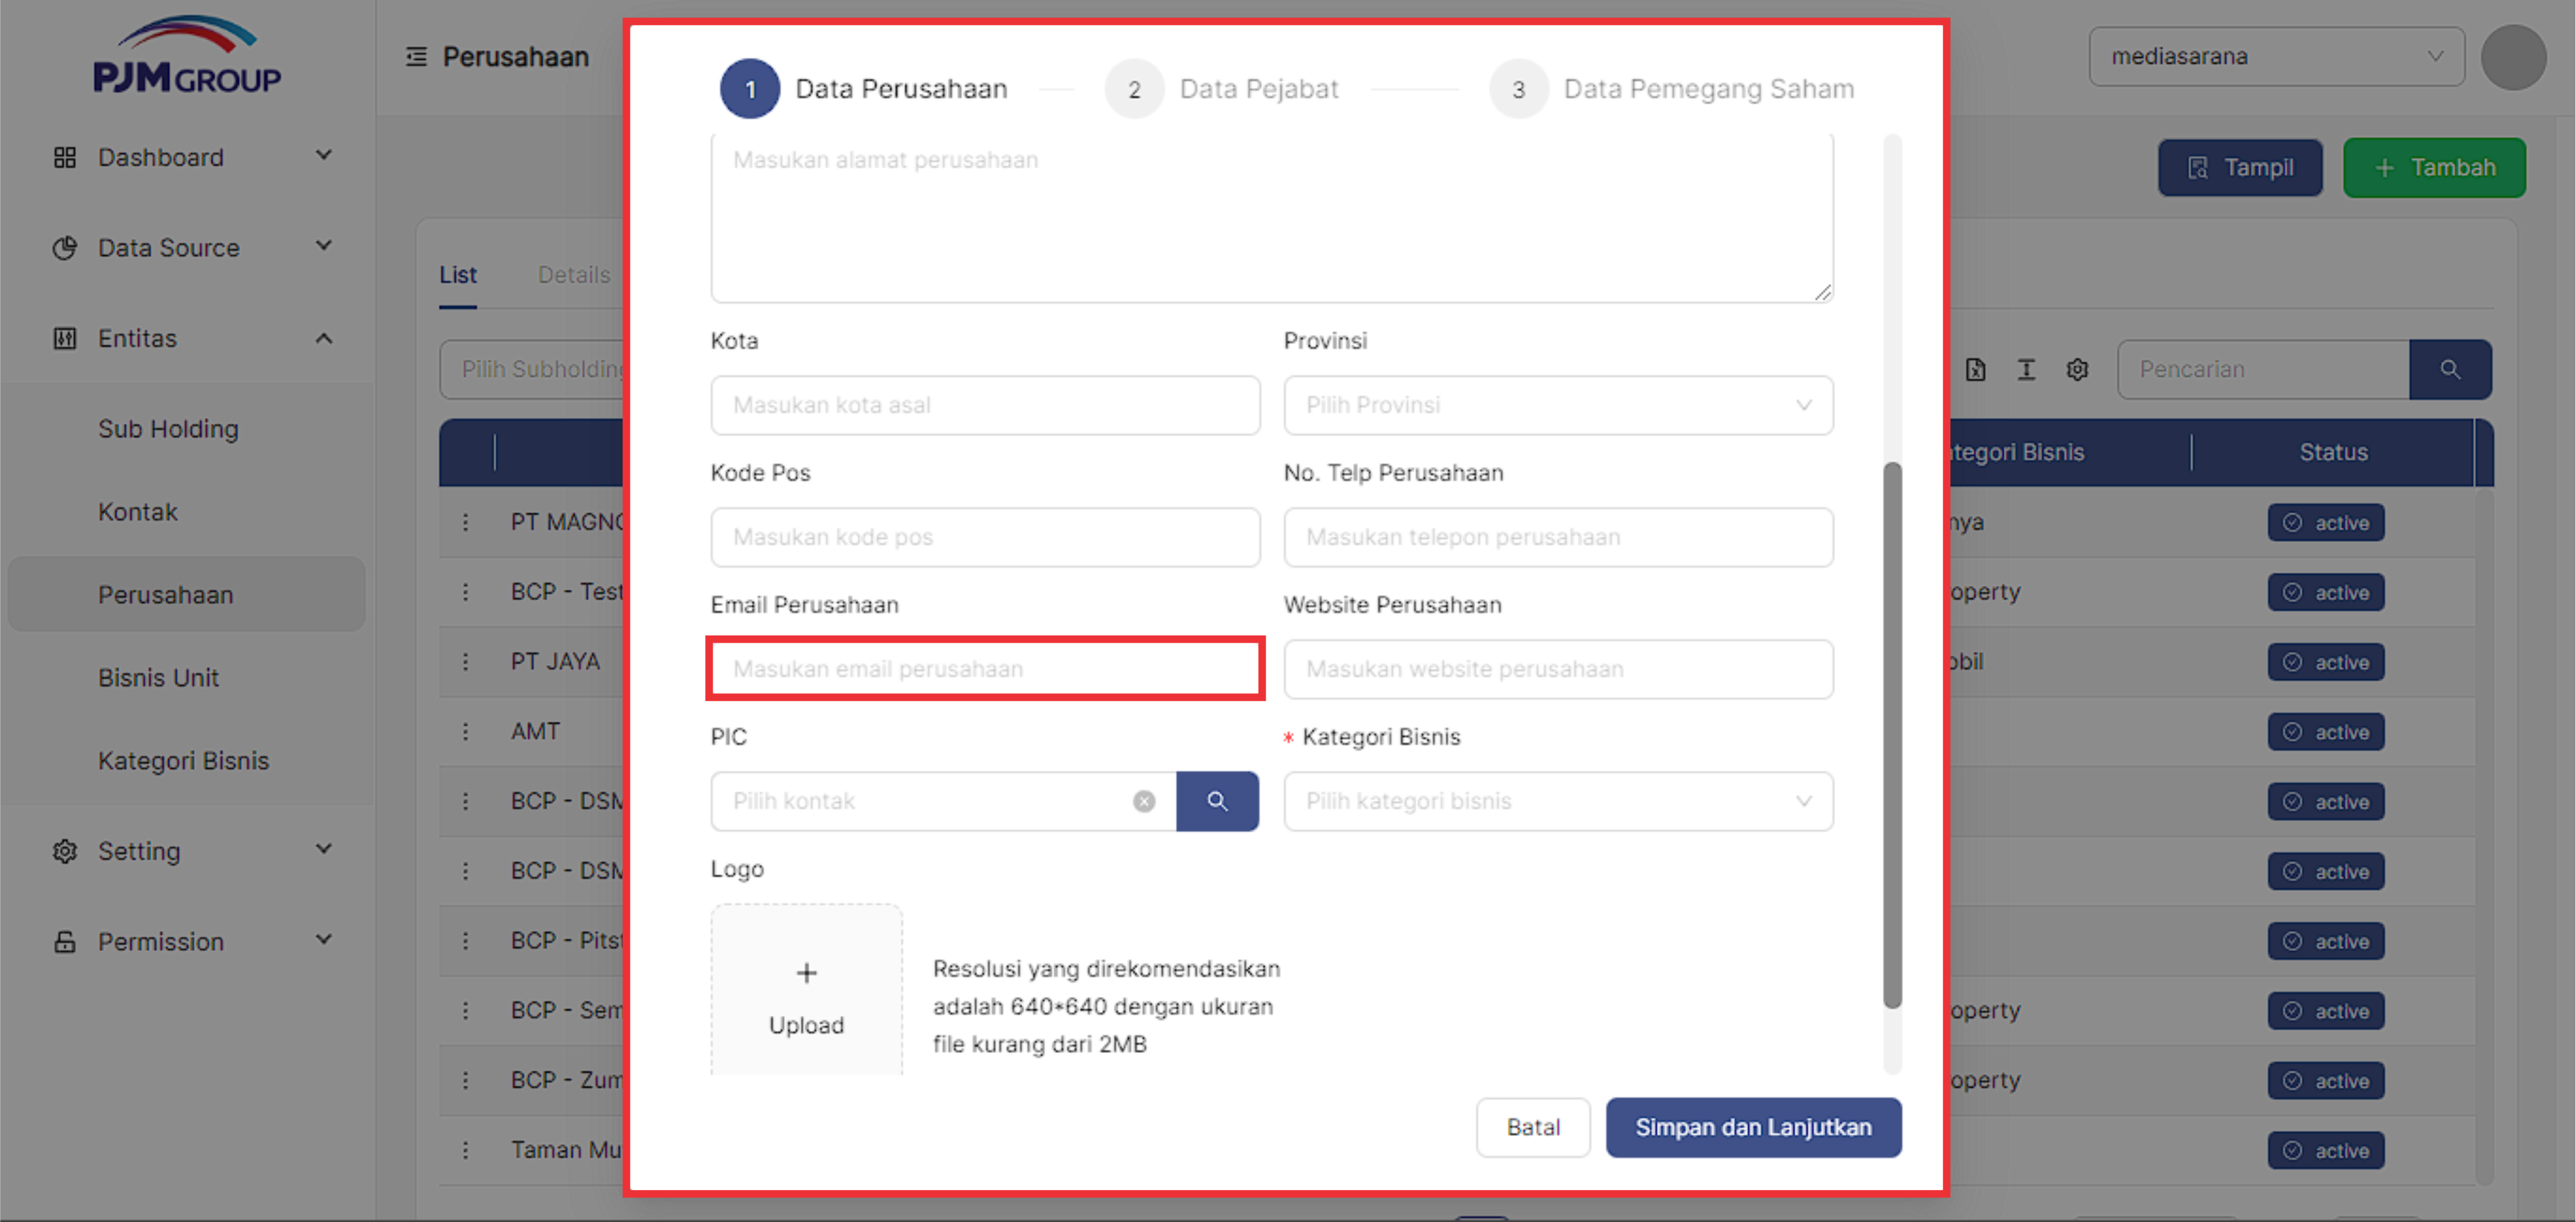 PJM GROUP
Perusahaan
mediasarana
Dashboard
Data Source
Entitas
Sub Holding
Kontak
Perusahaan
Bisnis Unit
Kategori Bisnis
Setting
Permission
Tampil
+ Tambah
List
Details
Pilih Subholding
Pencarian
tegori Bisnis
Status
PT MAGNO
nya
active
BCP - Test
operty
active
PT JAYA
obil
active
AMT
active
BCP - DSM
active
BCP - DSM
active
BCP - Pitst
active
BCP - Sem
operty
active
BCP - Zum
operty
active
Taman Mu
active
1 Data Perusahaan
2 Data Pejabat
3 Data Pemegang Saham
Masukan alamat perusahaan
Kota
Provinsi
Masukan kota asal
Pilih Provinsi
Kode Pos
No. Telp Perusahaan
Masukan kode pos
Masukan telepon perusahaan
Email Perusahaan
Website Perusahaan
Masukan email perusahaan
Masukan website perusahaan
PIC
* Kategori Bisnis
Pilih kontak
Pilih kategori bisnis
Logo
+
Upload
Resolusi yang direkomendasikan
adalah 640*640 dengan ukuran
file kurang dari 2MB
Batal
Simpan dan Lanjutkan